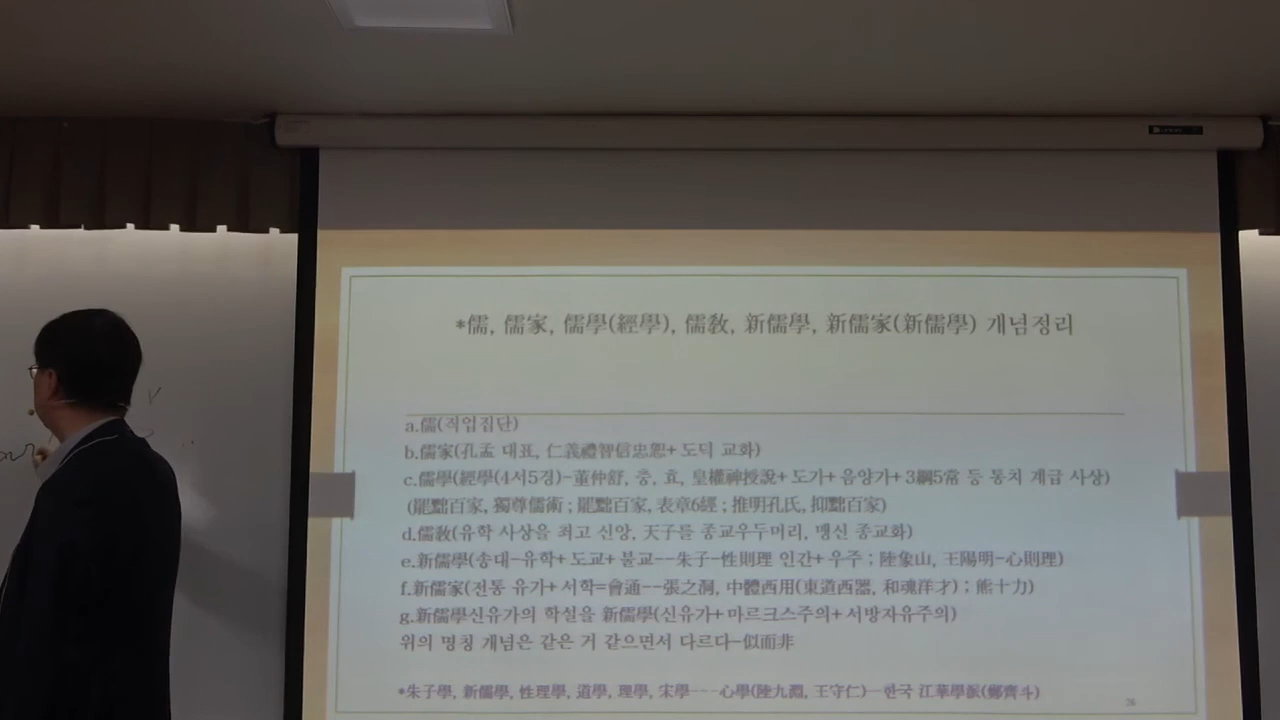 *儒, 儒家, 儒學(經學), 儒敎, 新儒學, 新儒家(新儒學) 개념정리
a.儒(직업집단)
b.儒家(孔孟 대표, 仁義禮智信忠恕+ 도덕 교화)
c.儒學(經學(4서5경)-董仲舒, 충, 효, 皇權神授說+ 도가+ 음양가+ 3綱5常 등 통치 계급 사상)
(罷黜百家, 獨尊儒術 ; 罷黜百家, 表章6經 ; 推明孔氏, 抑黜百家)
d.儒敎(유학 사상을 최고 신앙, 天子를 종교우두머리, 맹신 종교화)
e.新儒學(송대-유학+ 도교+ 불교--朱子-性則理 인간+ 우주 ; 陸象山, 王陽明-心則理)
f.新儒家(전통 유가+ 서학=會通--張之洞, 中體西用(東道西器, 和魂洋才) ; 熊十力)
g.新儒學신유가의 학설을 新儒學(신유가+ 마르크스주의+ 서방자유주의)
위의 명칭 개념은 같은 거 같으면서 다르다-似而非
*朱子學, 新儒學, 性理學, 道學, 理學, 宋學---心學(陸九淵, 王守仁)-한국 江華學派(鄭齊斗)
26